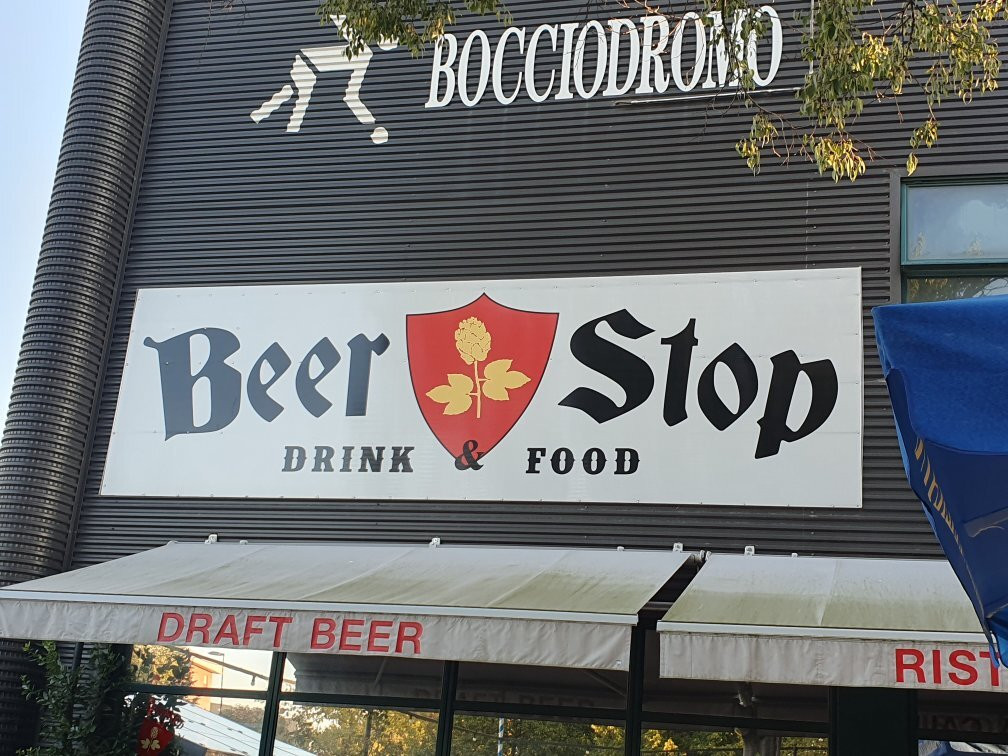 BOCCIODROMO
Beer Stop
DRINK & FOOD
DRAFT BEER
RIST